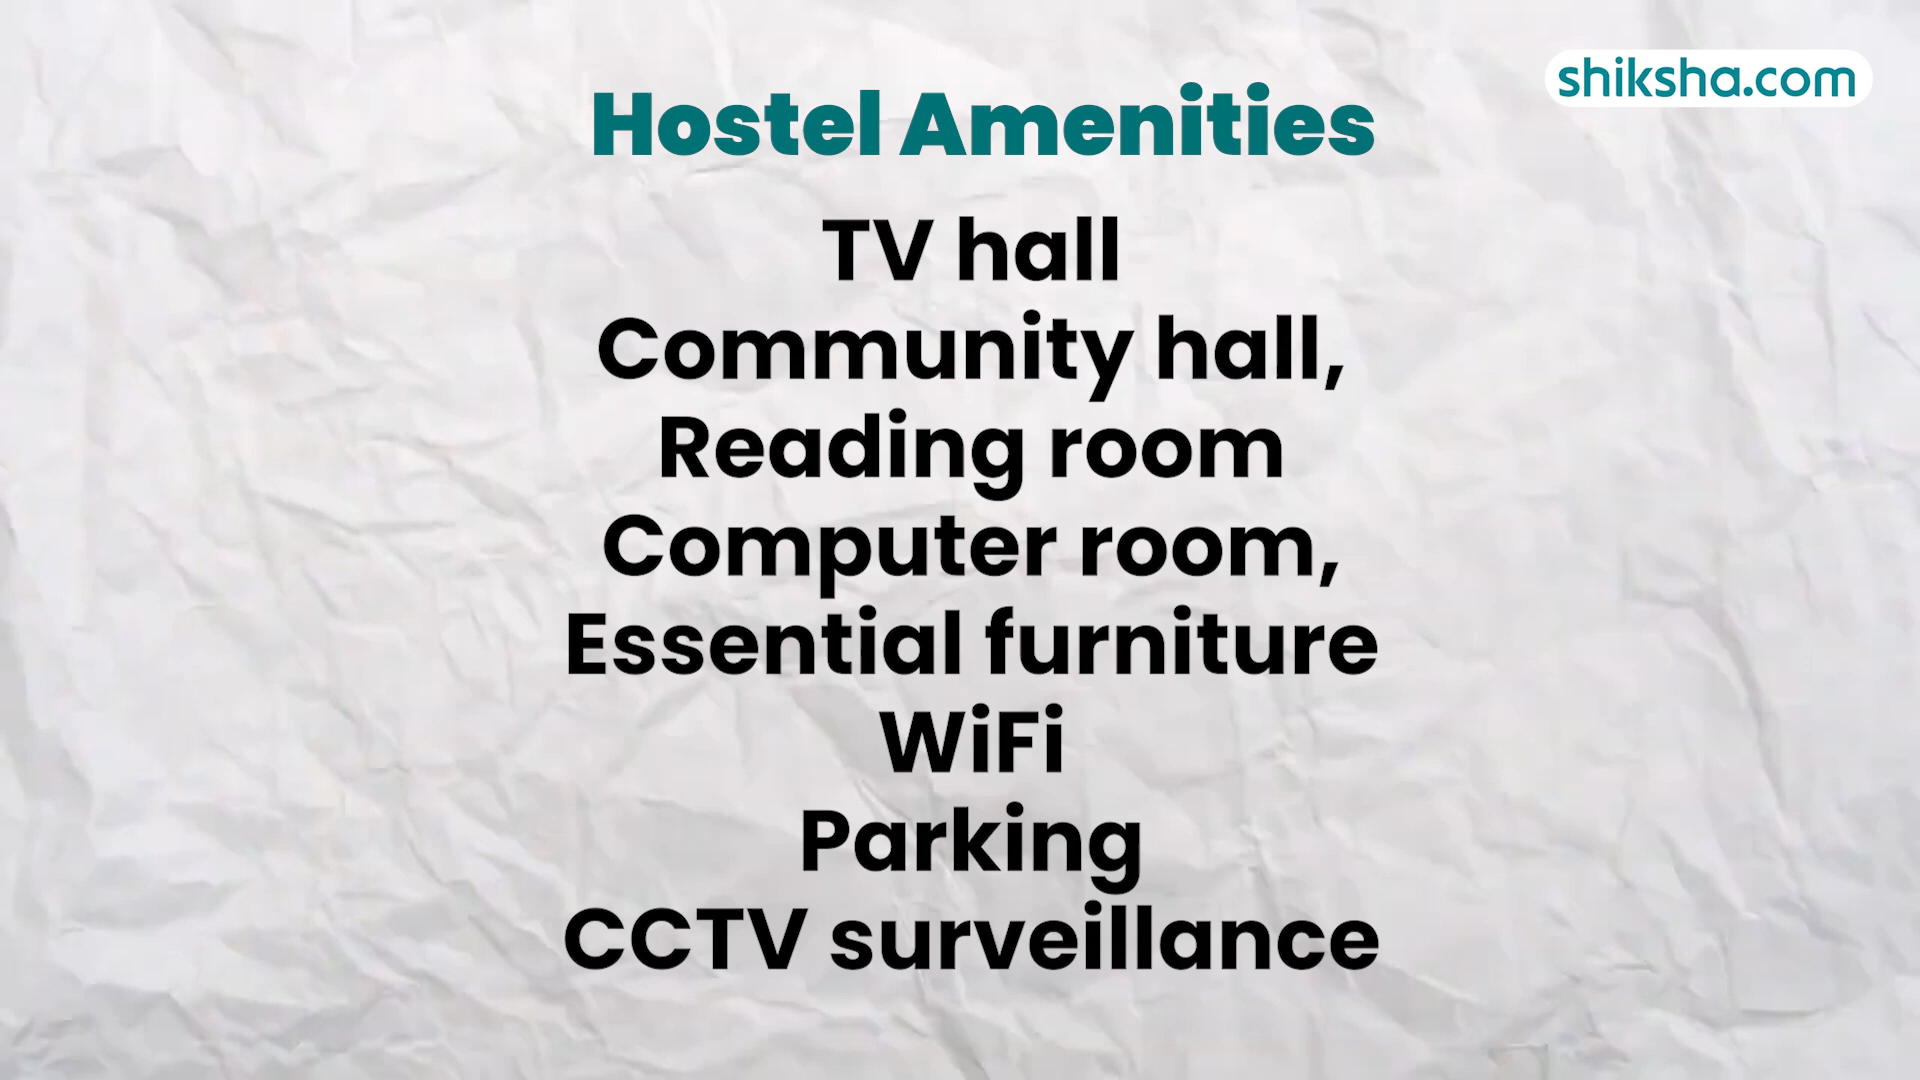 shiksha.com
Hostel Amenities
TV hall
Community hall,
Reading room
Computer room,
Essential furniture
WiFi
Parking
CCTV surveillance